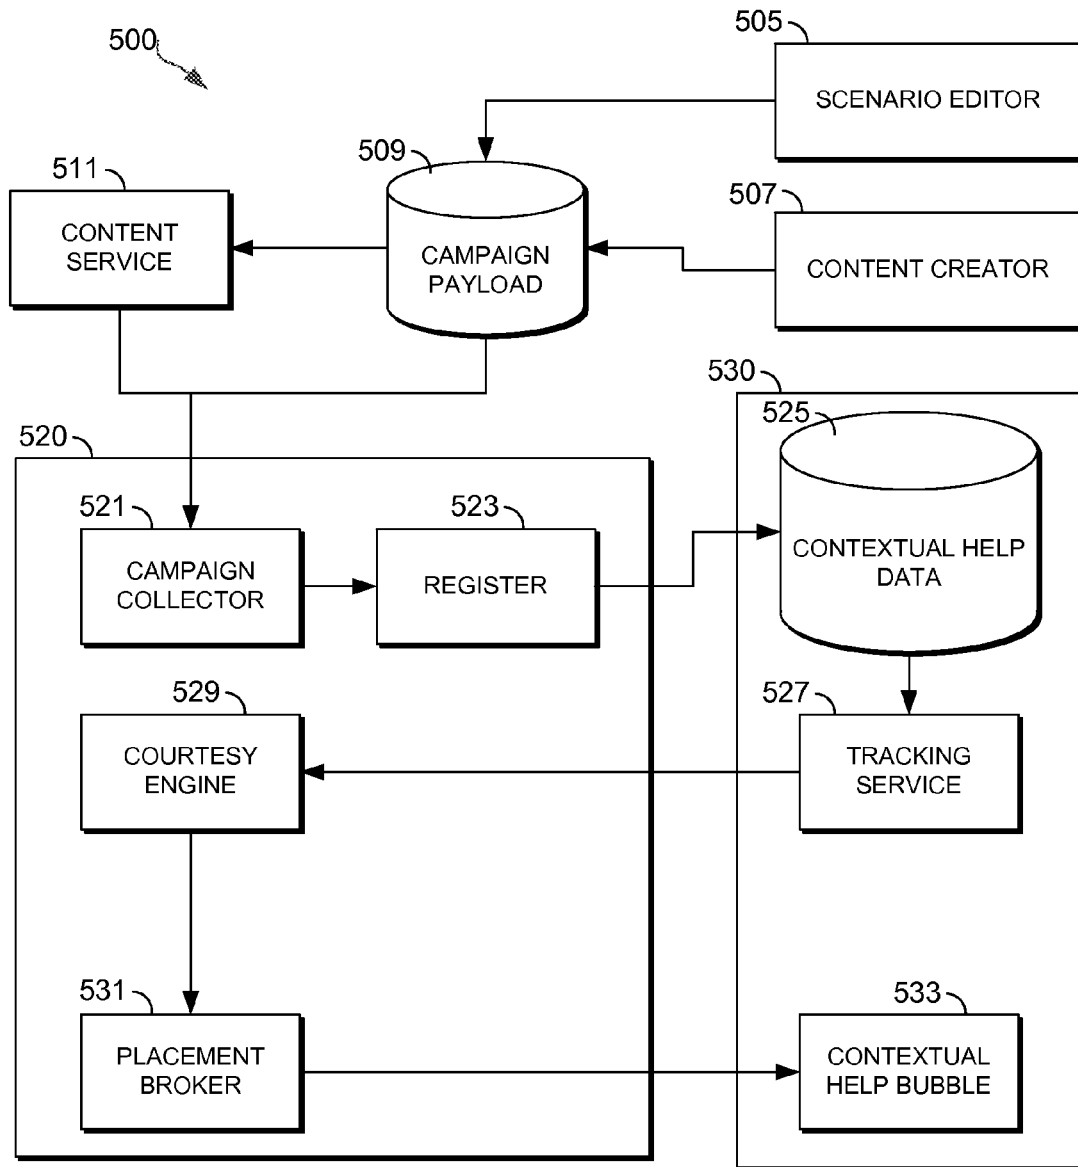 500
505
SCENARIO EDITOR
509
CAMPAIGN
PAYLOAD
511
CONTENT
SERVICE
507
CONTENT CREATOR
530
525
CONTEXTUAL HELP
DATA
520
521
CAMPAIGN
COLLECTOR
523
REGISTER
529
COURTESY
ENGINE
527
TRACKING
SERVICE
531
PLACEMENT
BROKER
533
CONTEXTUAL
HELP BUBBLE